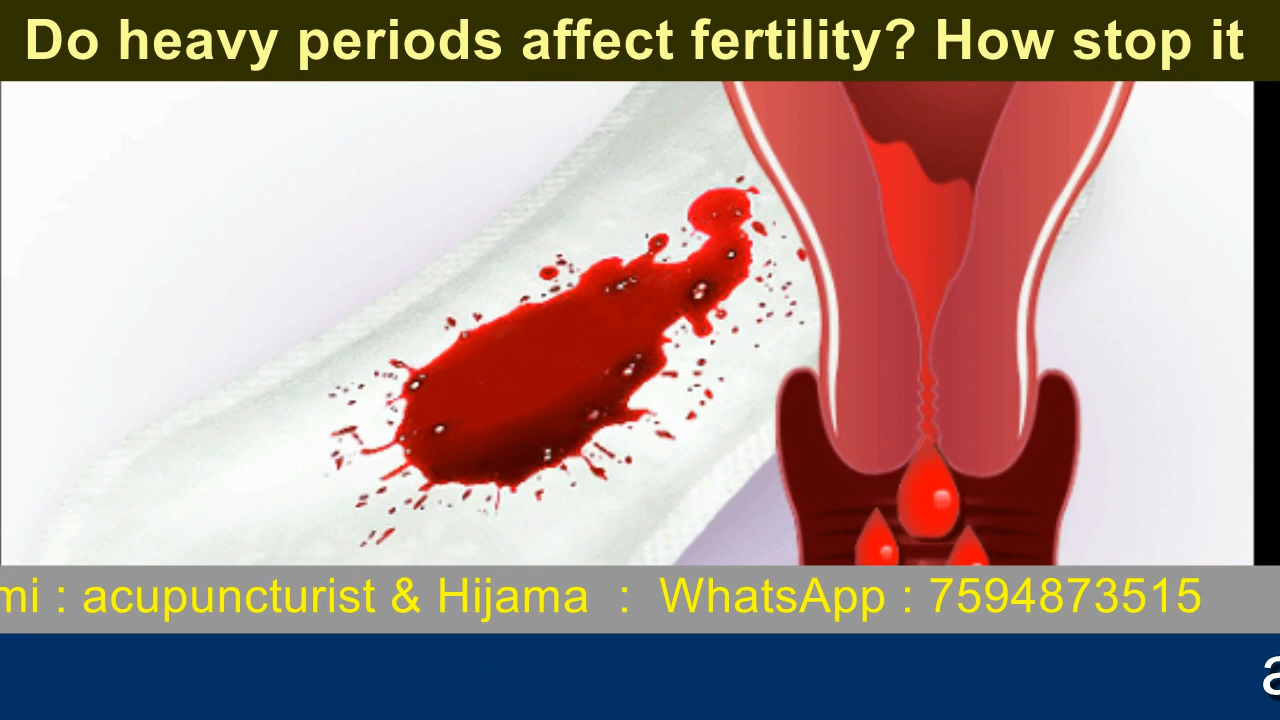 Do heavy periods affect fertility? How stop it
mi : acupuncturist & Hijama : WhatsApp : 7594873515
a